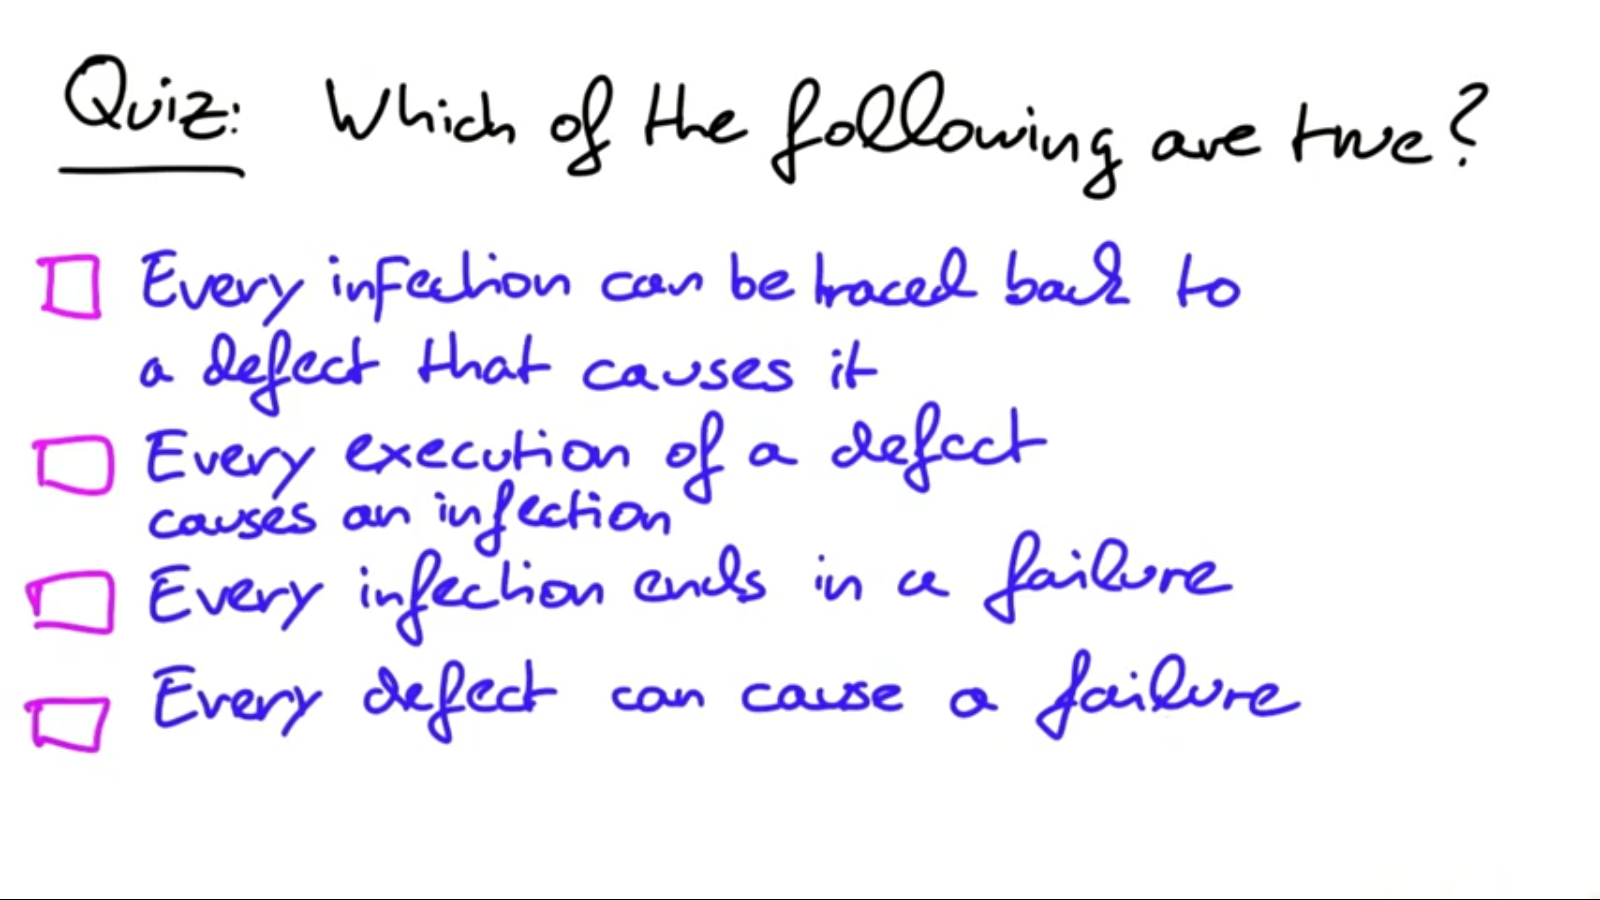 Quiz: Which of the following are true?
Every infection can be traced back to
a defect that causes it
Every execution of a defect
causes an infection
Every infection ends in a failure
Every defect can cause a failure